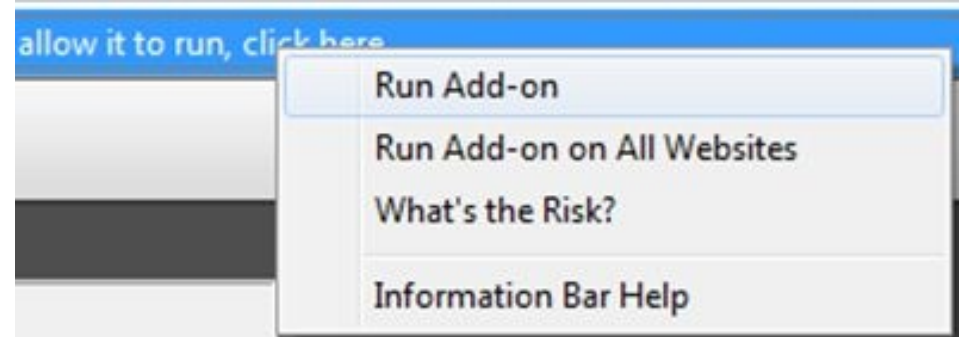 allow it to run, click here
Run Add-on
Run Add-on on All Websites
What's the Risk?
Information Bar Help